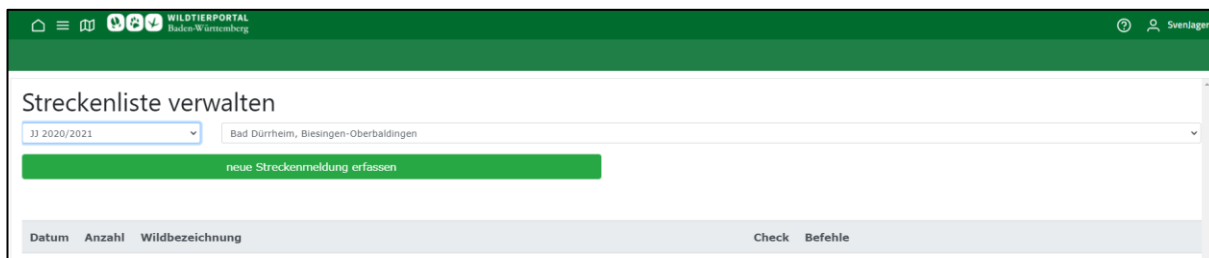 WILDTIERPORTAL
Baden-Württemberg
SvenJager
Streckenliste verwalten
JJ 2020/2021 Bad Dürrheim, Biesingen-Oberbaldingen
neue Streckenmeldung erfassen
Datum Anzahl Wildbezeichnung Check Befehle